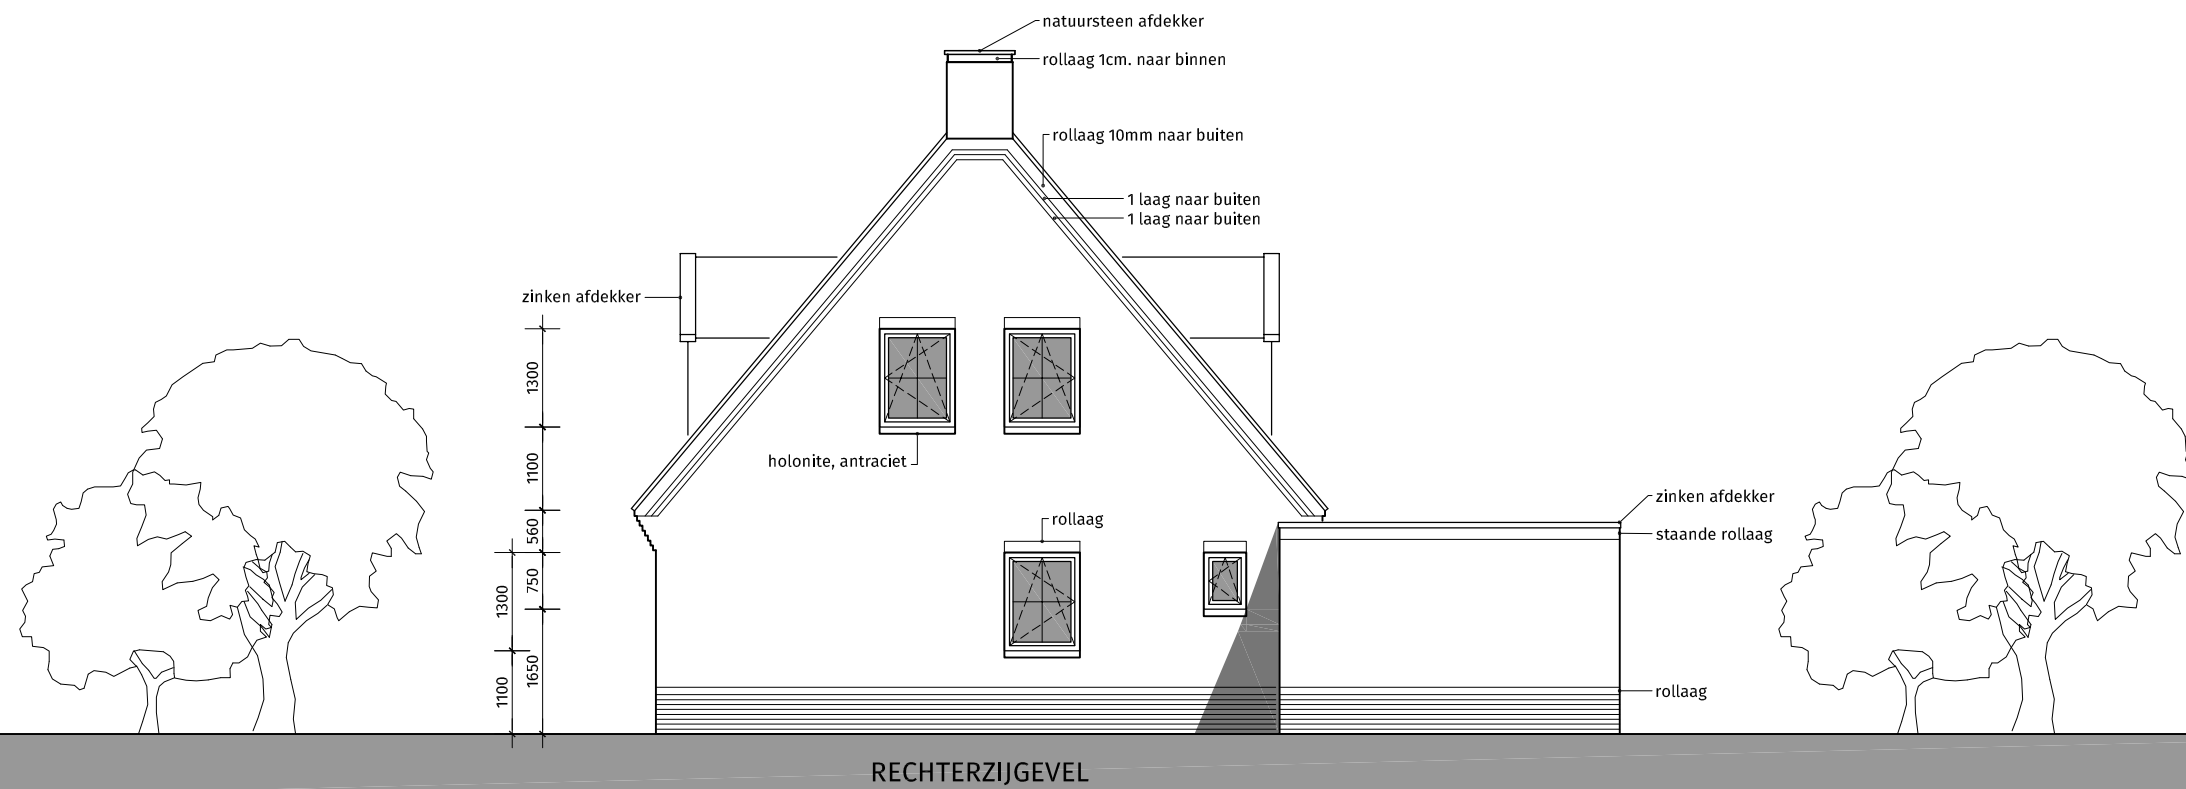 natuursteen afdekker
rollaag 1cm. naar binnen
rollaag 10mm naar buiten
1 laag naar buiten
1 laag naar buiten
zinken afdekker
1300
1100
holonite, antraciet
560
rollaag
zinken afdekker
staande rollaag
750
1300
1650
1100
rollaag
RECHTERZIJGEVEL